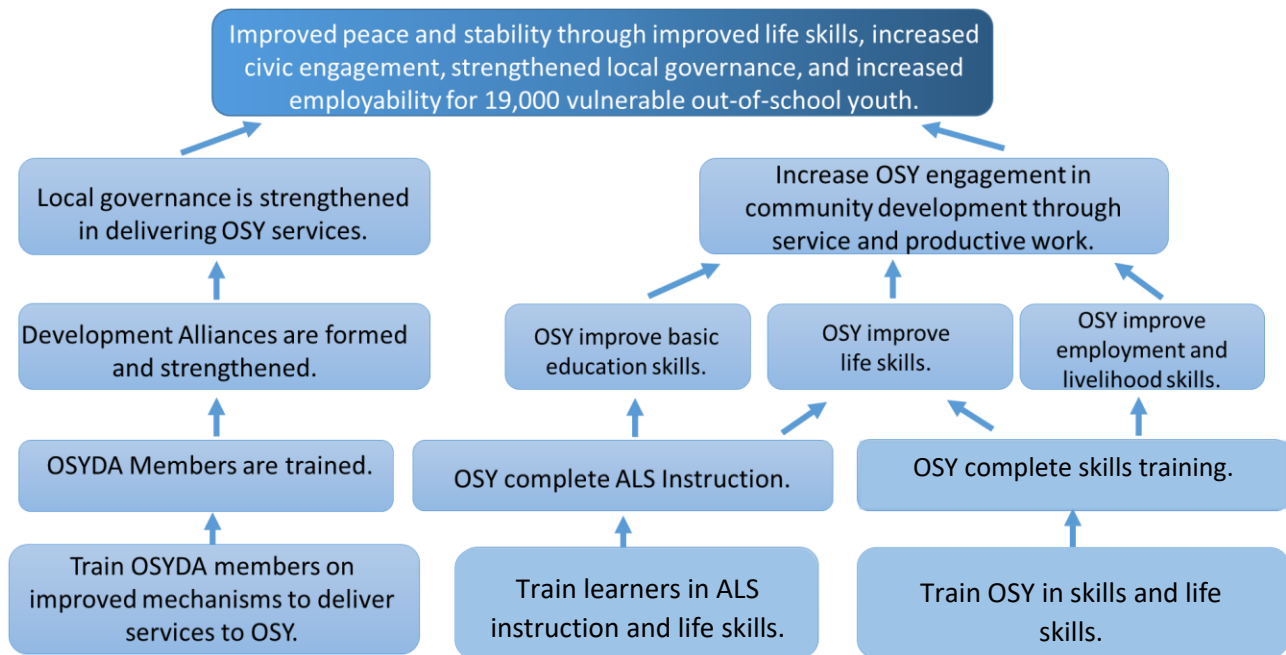 Improved peace and stability through improved life skills, increased
civic engagement, strengthened local governance, and increased
employability for 19,000 vulnerable out-of-school youth.
Local governance is strengthened
in delivering OSY services.
Increase OSY engagement in
community development through
service and productive work.
Development Alliances are formed
and strengthened.
OSY improve basic
education skills.
OSY improve
life skills.
OSY improve
employment and
livelihood skills.
OSYDA Members are trained.
OSY complete ALS Instruction.
OSY complete skills training.
Train OSYDA members on
improved mechanisms to deliver
services to OSY.
Train learners in ALS
instruction and life skills.
Train OSY in skills and life
skills.